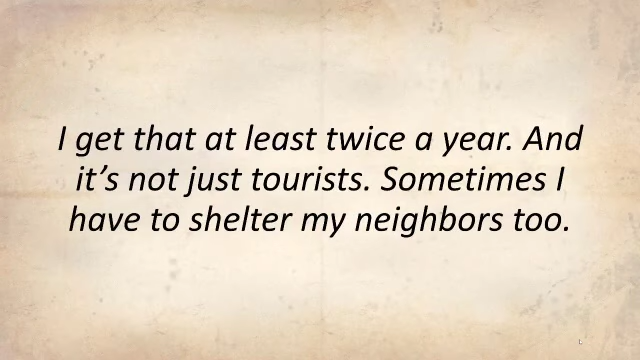 I get that at least twice a year. And
it’s not just tourists. Sometimes I
have to shelter my neighbors too.